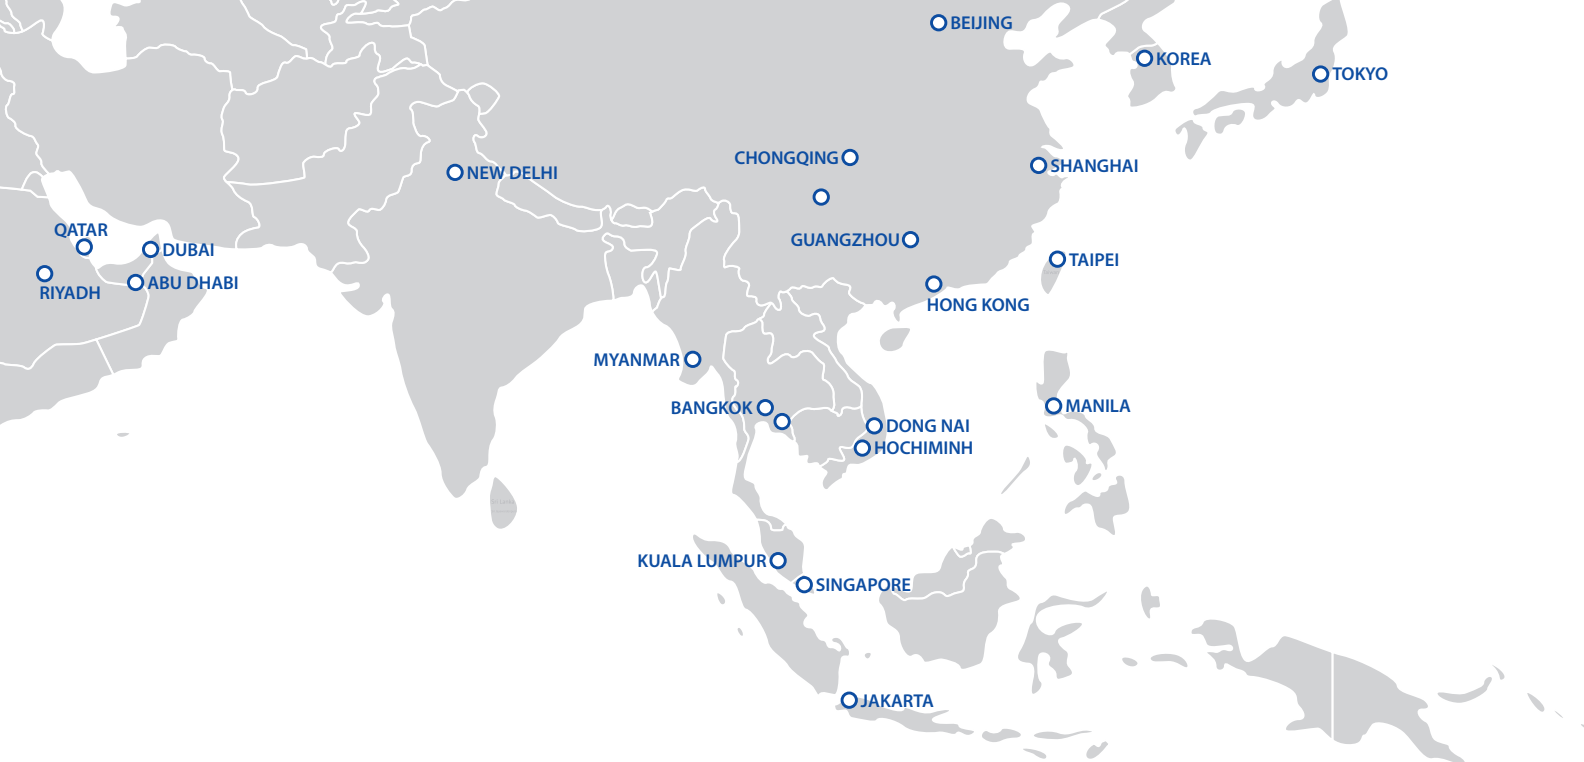 BEIJING
KOREA
TOKYO
CHONGQING
SHANGHAI
NEW DELHI
QATAR
DUBAI
GUANGZHOU
TAIPEI
RIYADH
ABU DHABI
HONG KONG
MYANMAR
BANGKOK
MANILA
DONG NAI
HOCHIMINH
KUALA LUMPUR
SINGAPORE
JAKARTA